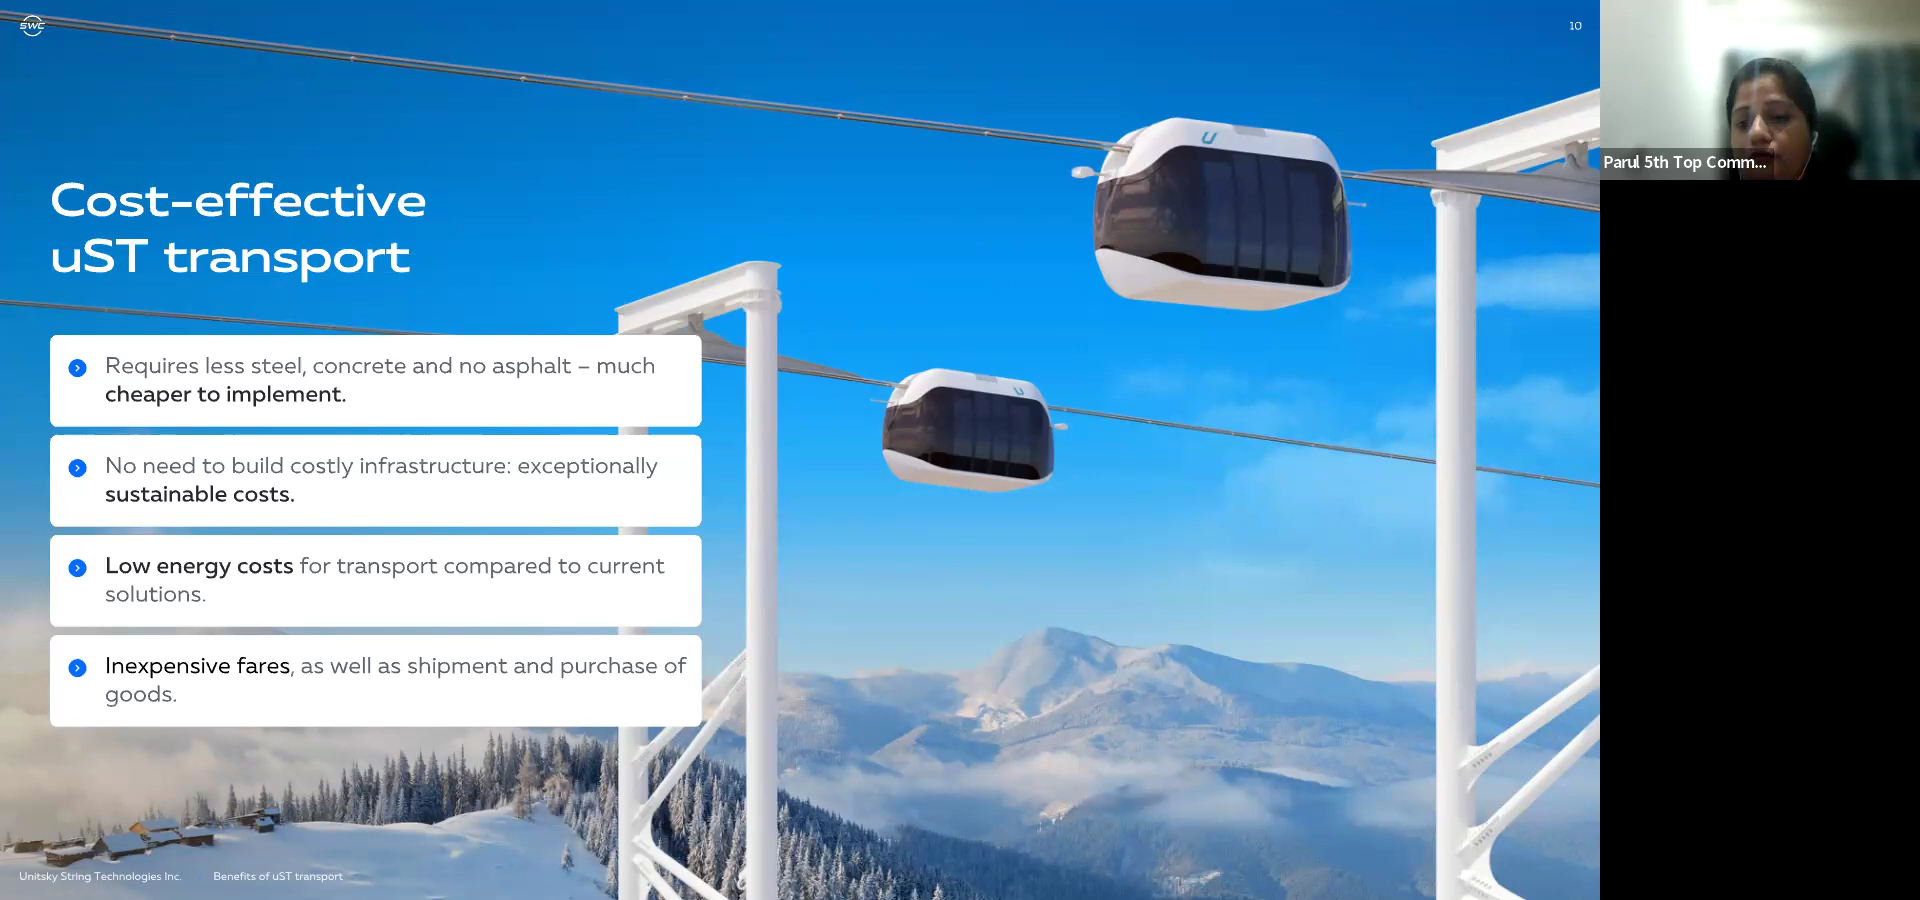 SWC
10
U
Parul 5th Top Comm...
Cost-effective
uST transport
U
Requires less steel, concrete and no asphalt – much
cheaper to implement.
No need to build costly infrastructure: exceptionally
sustainable costs.
Low energy costs for transport compared to current
solutions.
Inexpensive fares, as well as shipment and purchase of
goods.
Unitsky String Technologies Inc.
Benefits of uST transport